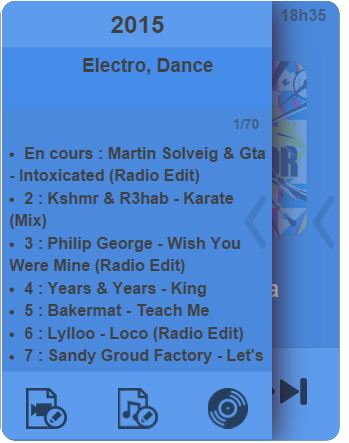 2015
18h35
Electro, Dance
1/70
• En cours : Martin Solveig & Gta
- Intoxicated (Radio Edit)
• 2 : Kshmr & R3hab - Karate
(Mix)
• 3 : Philip George - Wish You
Were Mine (Radio Edit)
• 4 : Years & Years - King
• 5 : Bakermat - Teach Me
• 6 : Lylloo - Loco (Radio Edit)
• 7 : Sandy Groud Factory - Let's